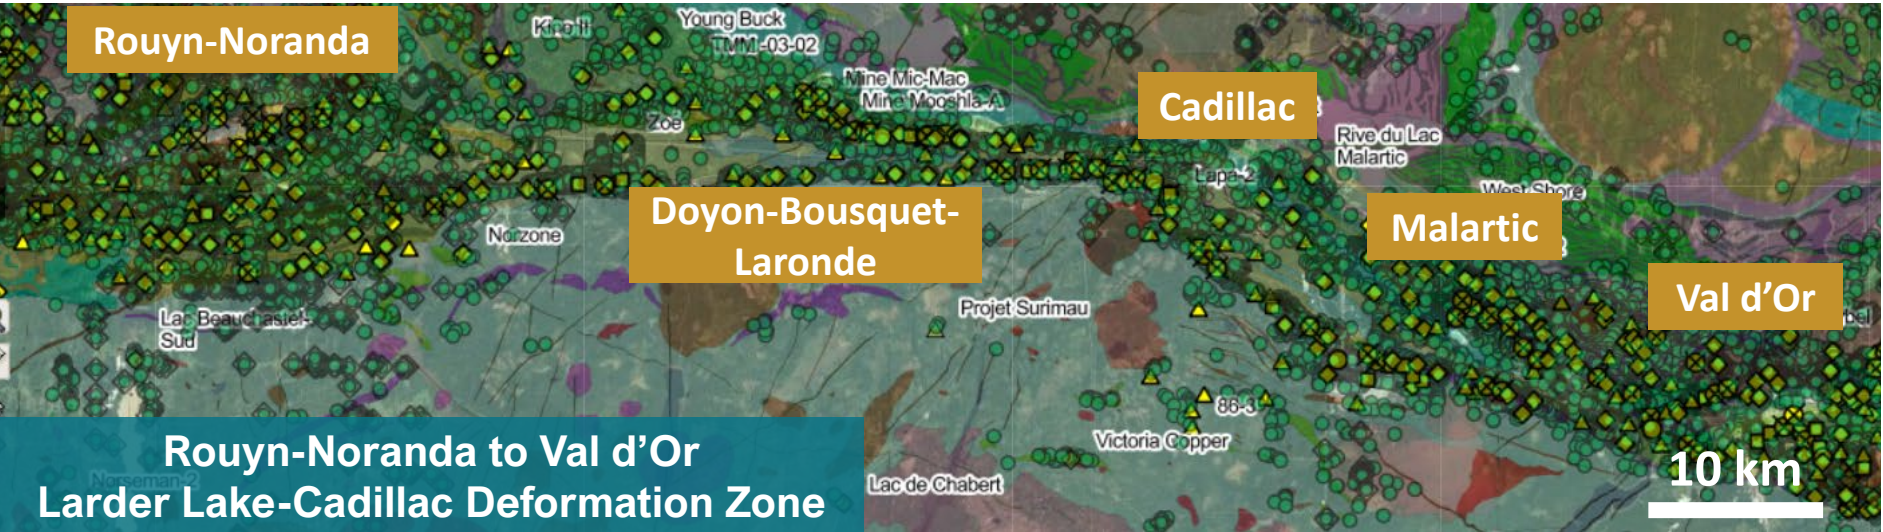 Rouyn-Noranda
Young Buck
TMM-03-02
Mine Mic-Mac
Mine Mooshla-A
Zoe
Cadillac
Rive du Lac
Malartic
Lapa-2
West Shore
Doyon-Bousquet-
Laronde
Malartic
Norzone
Val d’Or
Projet Surimau
Lac Beauchastel-
Sud
86-3
Victoria Copper
Rouyn-Noranda to Val d’Or
Larder Lake-Cadillac Deformation Zone
Norseman-2
Lac de Chabert
10 km